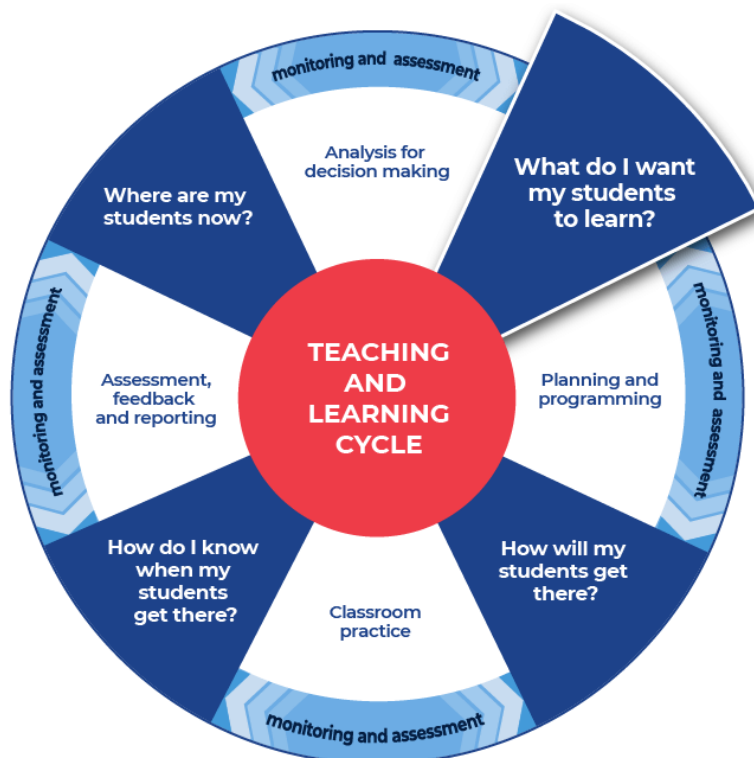 monitoring and assessment
Analysis for
decision making
What do I want
my students
to learn?
Where are my
students now?
monitoring and assessment
TEACHING
AND
LEARNING
CYCLE
Assessment,
feedback
and reporting
Planning and
programming
monitoring and assessment
How do I know
when my
students
get there?
How will my
students get
there?
Classroom
practice
monitoring and assessment